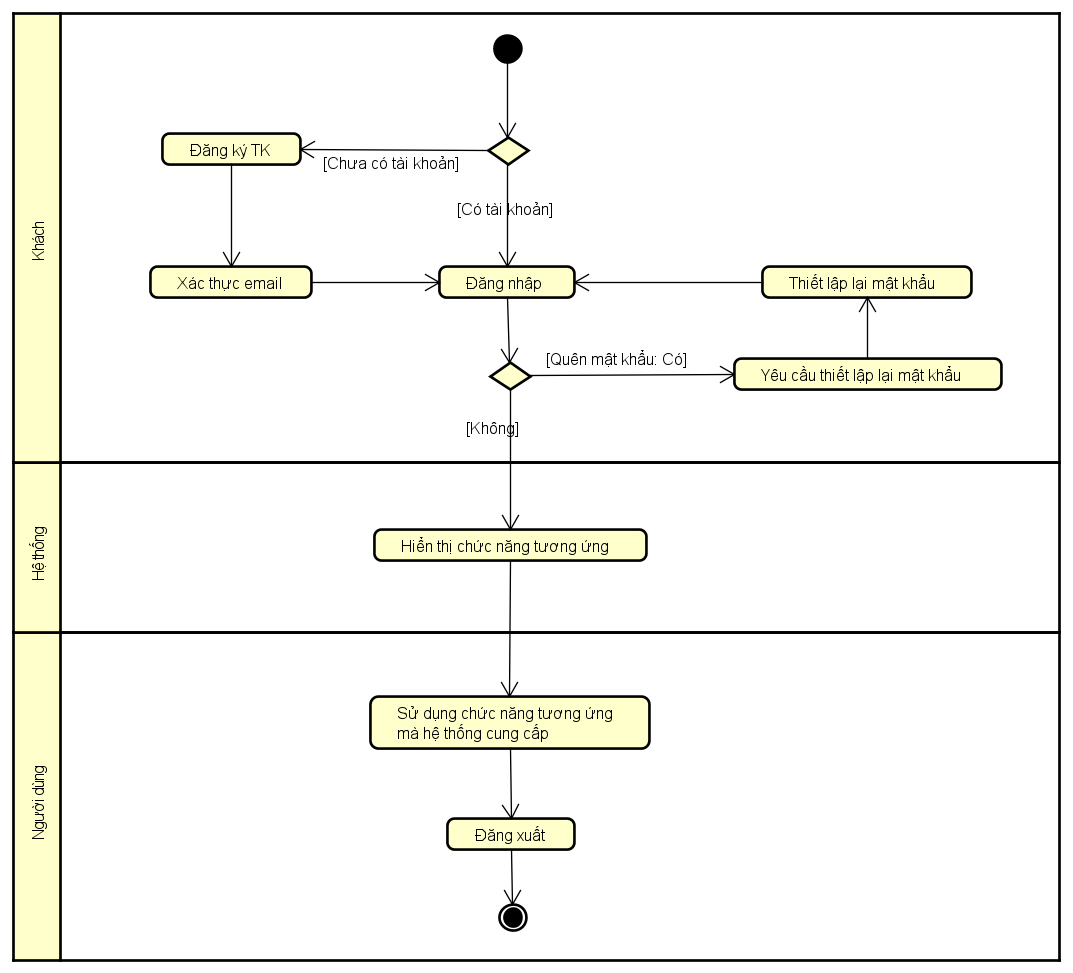 Khách
Đăng ký TK
[Chưa có tài khoản]
[Có tài khoản]
Xác thực email
Đăng nhập
Thiết lập lại mật khẩu
[Quên mật khẩu: Có]
Yêu cầu thiết lập lại mật khẩu
[Không]
Hệ thống
Hiển thị chức năng tương ứng
Người dùng
Sử dụng chức năng tương ứng
mà hệ thống cung cấp
Đăng xuất